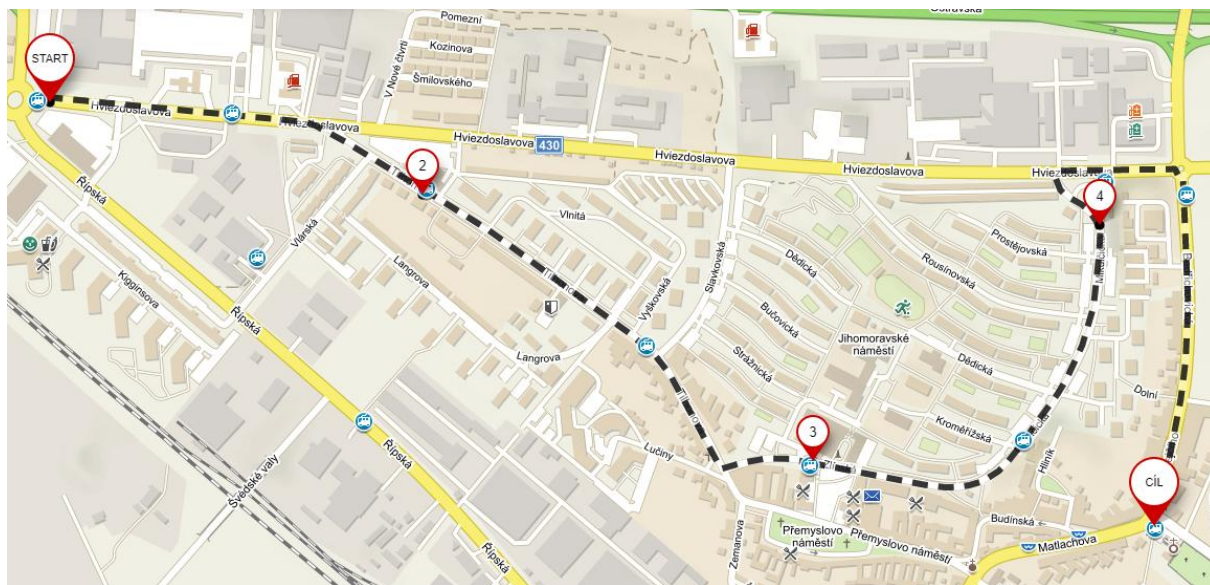 Ostravská
Pomezní
Kozinova
Šmilovského
V Nové čtvrti
START
Hviezdoslavova
Hviezdoslavova
Hviezdoslavova
430
Hviezdoslavova
Hviezdoslavova
Hviezdoslavova
2
4
Vlnitá
Vlárská
Slavkovská
Prostějovská
Řípská
Dědická
Rousínovská
Langrova
Kigginsova
Vyškovská
Bučovická
Řípská
Jihomoravské
náměstí
Langrova
Strážnická
Dědická
Dolní
Řípská
Kroměřížská
3
Lučiny
Hliník
Švédské valy
CÍL
Zemanova
Přemyslovo
náměstí
Přemyslovo náměstí
Budínská
Matlachova
Řípská